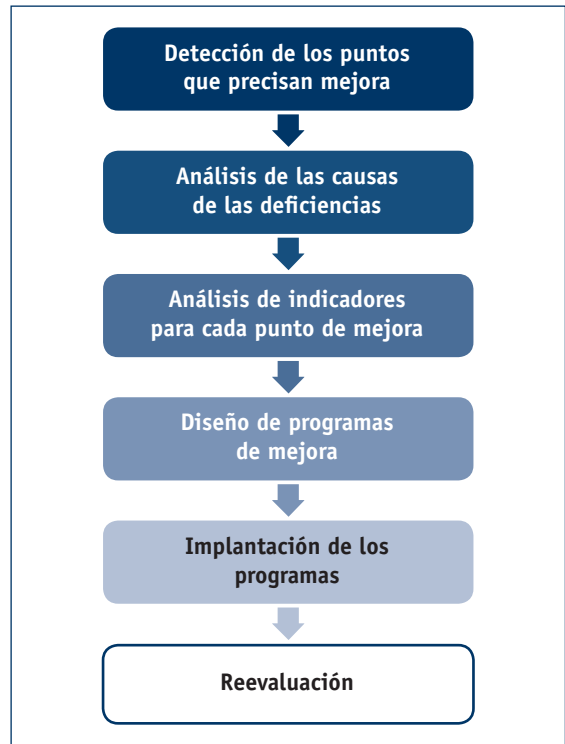 Detección de los puntos
que precisan mejora
Análisis de las causas
de las deficiencias
Análisis de indicadores
para cada punto de mejora
Diseño de programas
de mejora
Implantación de los
programas
Reevaluación